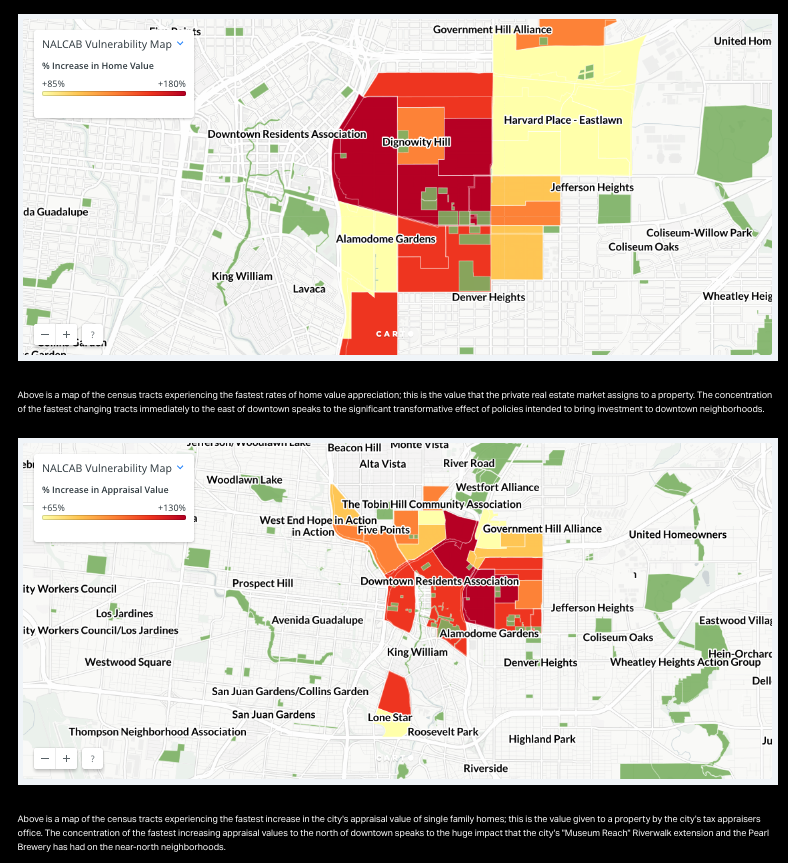 Government Hill Alliance
United Hom
NALCAB Vulnerability Map
% Increase in Home Value
+85% +180%
Harvard Place - Eastlawn
Downtown Residents Association
Dignowity Hill
Jefferson Heights
da Guadalupe
Coliseum-Willow Park
Alamodome Gardens
Coliseum Oaks
King William
Lavaca
Denver Heights
Wheatley Heig
− + ?
s Garden
Above is a map of the census tracts experiencing the fastest rates of home value appreciation; this is the value that the private real estate market assigns to a property. The concentration
of the fastest changing tracts immediately to the east of downtown speaks to the significant transformative effect of policies intended to bring investment to downtown neighborhoods.
Jefferson/Woodlawn Lake
Beacon Hill
Monte Vista
Alta Vista
River Road
NALCAB Vulnerability Map
% Increase in Appraisal Value
+65% +130%
Woodlawn Lake
Westfort Alliance
The Tobin Hill Community Association
West End Hope in Action
in Action
Five Points
Government Hill Alliance
United Homeowners
Prospect Hill
Downtown Residents Association
ity Workers Council
Los Jardines
Jefferson Heights
Avenida Guadalupe
Eastwood Villag
ity Workers Council/Los Jardines
Alamodome Gardens
Coliseum Oaks
King William
Hein-Orchard
Westwood Square
Denver Heights
Wheatley Heights Action Group
Dell
San Juan Gardens/Collins Garden
San Juan Gardens
Lone Star
Thompson Neighborhood Association
Roosevelt Park
Highland Park
Ju
− + ?
Riverside
Above is a map of the census tracts experiencing the fastest increase in the city's appraisal value of single family homes; this is the value given to a property by the city's tax appraisers
office. The concentration of the fastest increasing appraisal values to the north of downtown speaks to the huge impact that the city's "Museum Reach" Riverwalk extension and the Pearl
Brewery has had on the near-north neighborhoods.